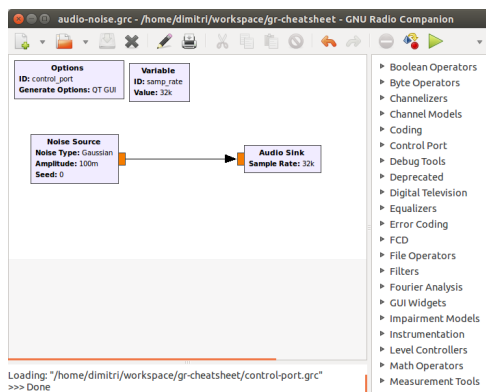 audio-noise.grc - /home/dimitri/workspace/gr-cheatsheet - GNU Radio Companion
Options
ID: control_port
Generate Options: QT GUI
Variable
ID: samp_rate
Value: 32k
Noise Source
Noise Type: Gaussian
Amplitude: 100m
Seed: 0
Audio Sink
Sample Rate: 32k
Boolean Operators
Byte Operators
Channelizers
Channel Models
Coding
Control Port
Debug Tools
Deprecated
Digital Television
Equalizers
Error Coding
FCD
File Operators
Filters
Fourier Analysis
GUI Widgets
Impairment Models
Instrumentation
Level Controllers
Math Operators
Measurement Tools
Loading: "/home/dimitri/workspace/gr-cheatsheet/control-port.grc"
>>> Done